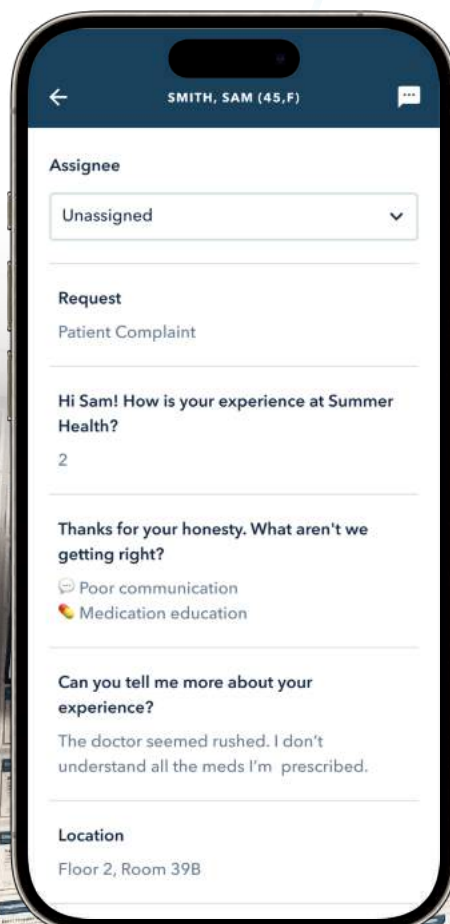 SMITH, SAM (45,F)
Assignee
Unassigned
Request
Patient Complaint
Hi Sam! How is your experience at Summer
Health?
2
Thanks for your honesty. What aren't we
getting right?
💬 Poor communication
💊 Medication education
Can you tell me more about your
experience?
The doctor seemed rushed. I don't
understand all the meds I'm prescribed.
Location
Floor 2, Room 39B